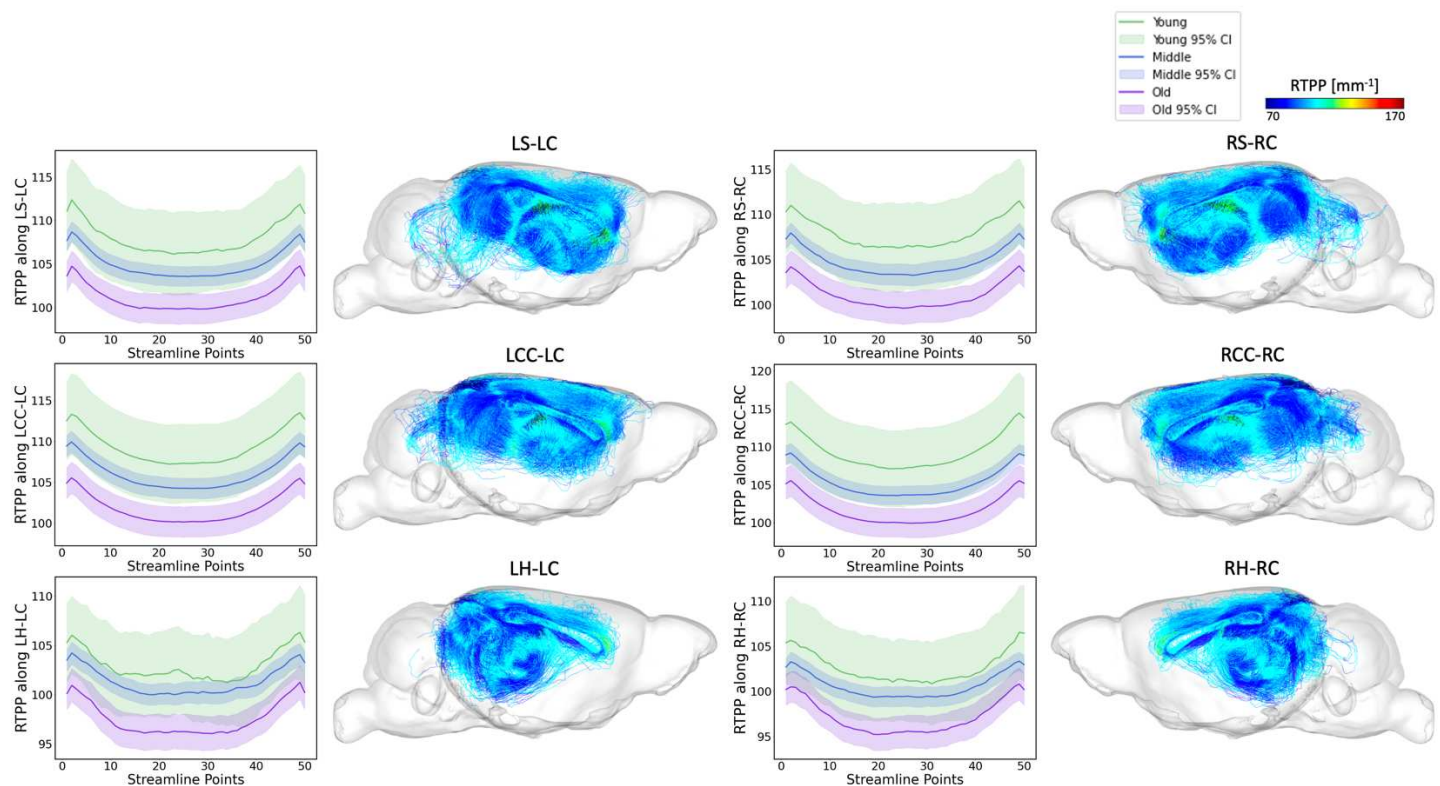 Young
Young 95% CI
Middle
Middle 95% CI
Old
Old 95% CI
RTPP [mm⁻¹]
70 170
LS-LC
RTPP along LS-LC
115
110
105
100
0 10 20 30 40 50
Streamline Points
RS-RC
RTPP along RS-RC
115
110
105
100
0 10 20 30 40 50
Streamline Points
LCC-LC
RTPP along LCC-LC
115
110
105
100
0 10 20 30 40 50
Streamline Points
RCC-RC
RTPP along RCC-RC
120
115
110
105
100
0 10 20 30 40 50
Streamline Points
LH-LC
RTPP along LH-LC
110
105
100
95
0 10 20 30 40 50
Streamline Points
RH-RC
RTPP along RH-RC
110
105
100
95
0 10 20 30 40 50
Streamline Points